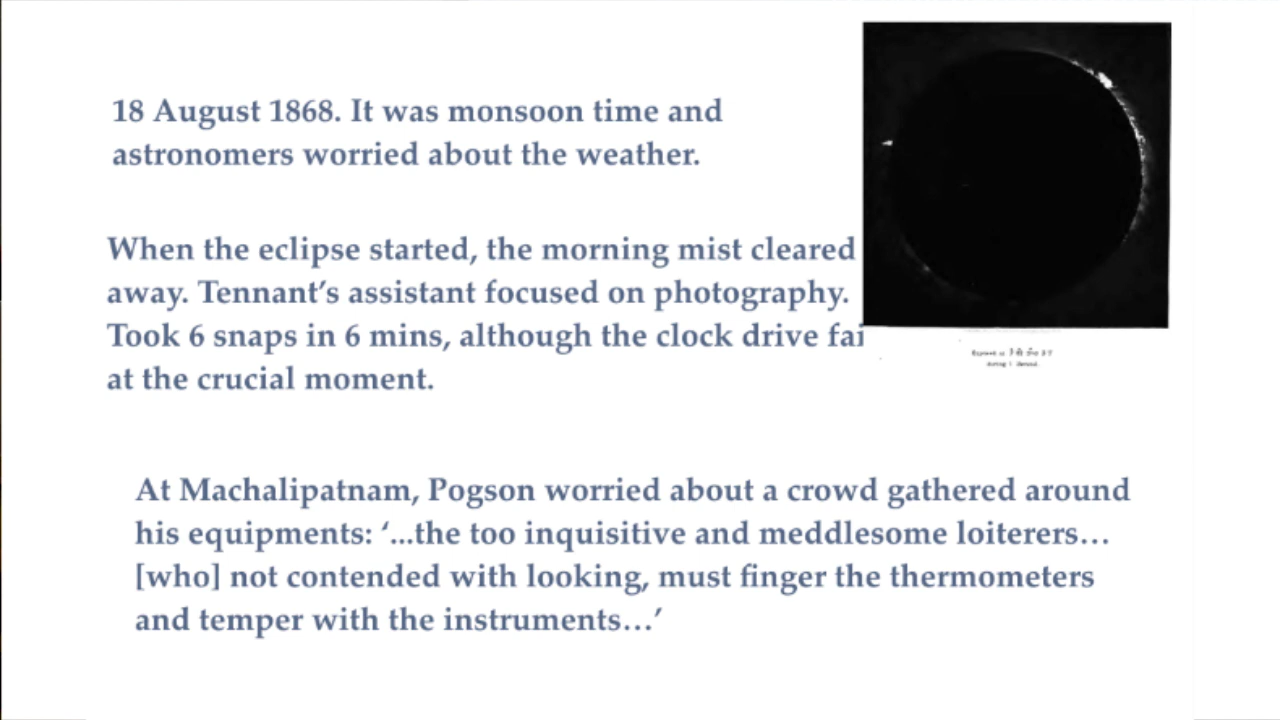 18 August 1868. It was monsoon time and
astronomers worried about the weather.
When the eclipse started, the morning mist cleared
away. Tennant’s assistant focused on photography.
Took 6 snaps in 6 mins, although the clock drive fai
at the crucial moment.
At Machalipatnam, Pogson worried about a crowd gathered around
his equipments: ‘...the too inquisitive and meddlesome loiterers…
[who] not contended with looking, must finger the thermometers
and temper with the instruments…’